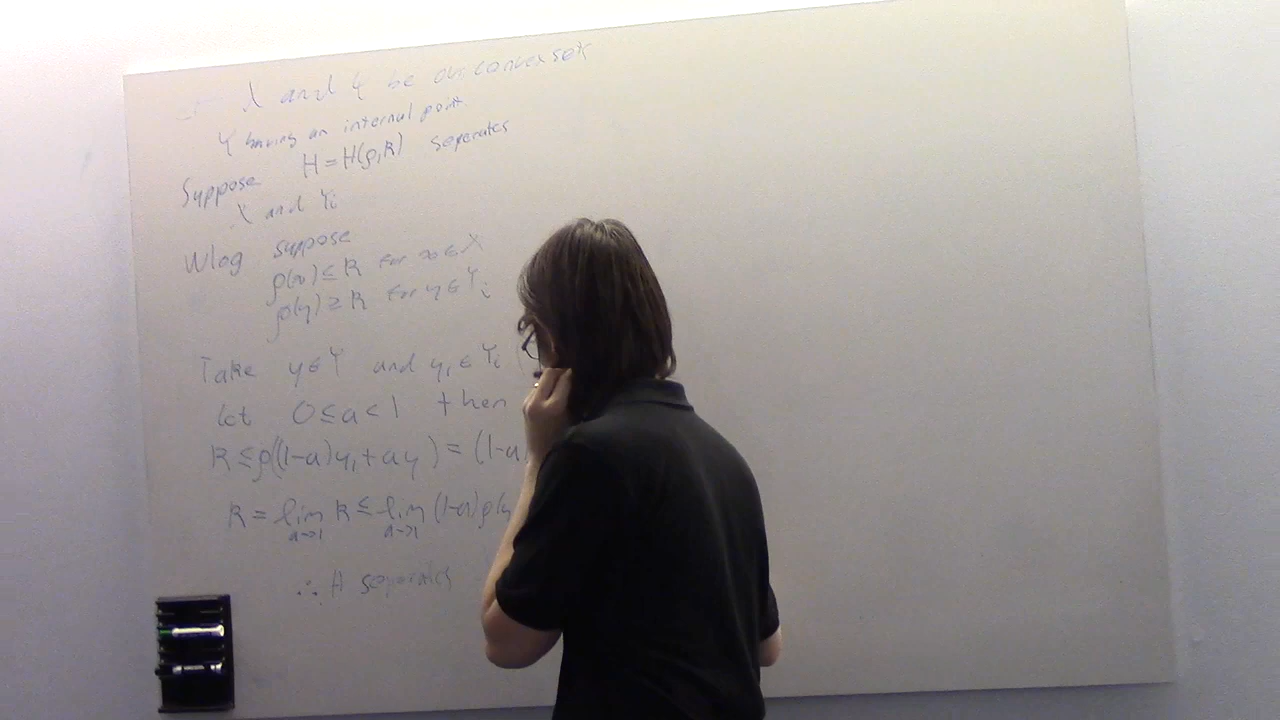 X and Y be convex sets
Y having an internal point.
Suppose H = H(ρ,k) seperates
X and Yi
Wlog suppose
ρ(x) ≤ k for x ∈ X
ρ(y) ≥ k for y ∈ Yi
Take y ∈ Y and y₁ ∈ Yi
let 0 ≤ a < 1 then
k ≤ ρ((1-a)y₁ + ay) = (1-a)
k = lim a→1 k ≤ lim a→1 (1-a)ρ(y
∴ H seperates